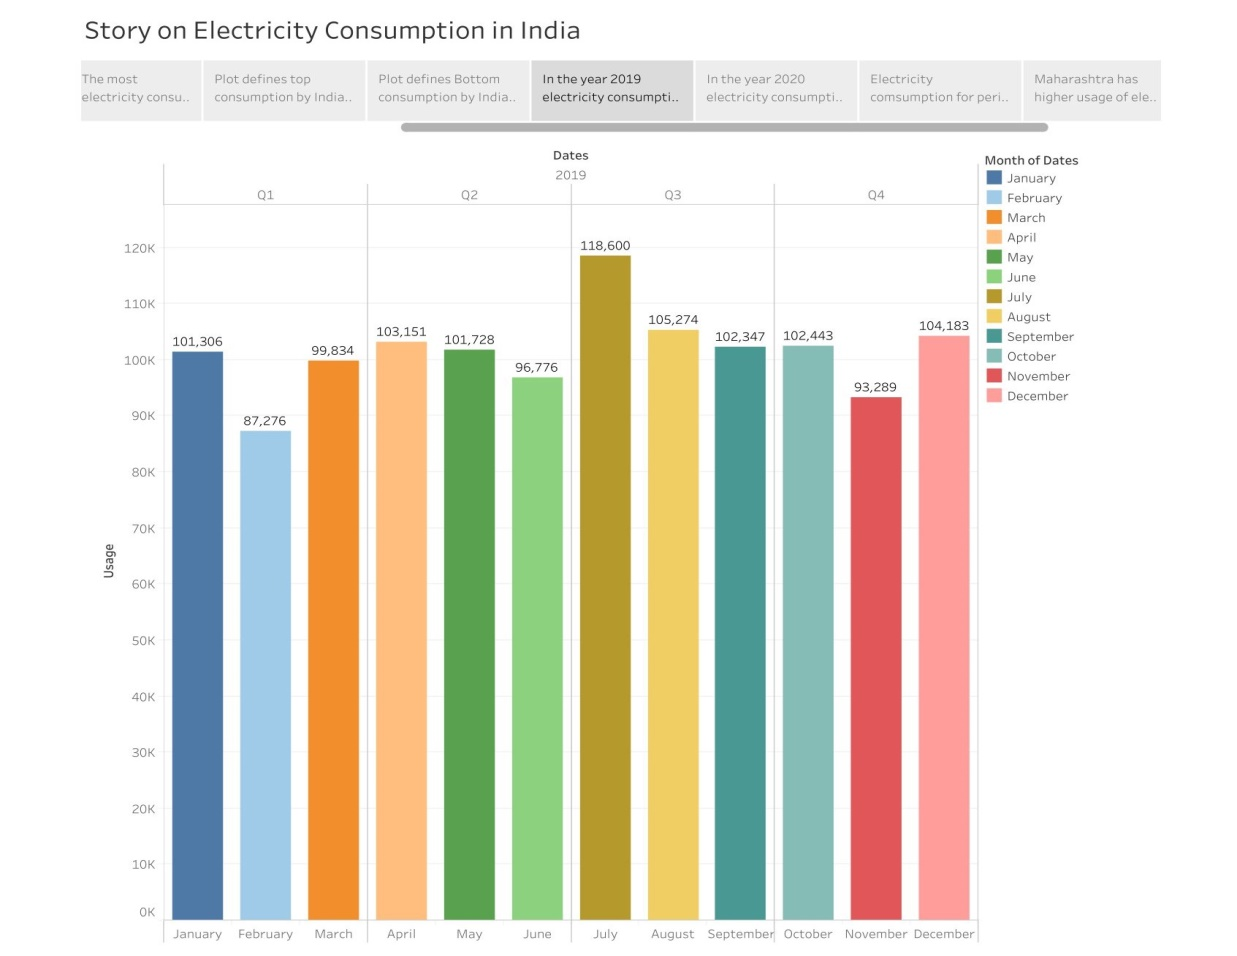 Story on Electricity Consumption in India
The most
electricity consu..
Plot defines top
consumption by India..
Plot defines Bottom
consumption by India..
In the year 2019
electricity consumpti..
In the year 2020
electricity consumpti..
Electricity
comsumption for peri..
Maharashtra has
higher usage of ele..
Dates
2019
Q1
Q2
Q3
Q4
Usage
120K
110K
100K
90K
80K
70K
60K
50K
40K
30K
20K
10K
0K
101,306
87,276
99,834
103,151
101,728
96,776
118,600
105,274
102,347
102,443
93,289
104,183
January
February
March
April
May
June
July
August
September
October
November
December
Month of Dates
January
February
March
April
May
June
July
August
September
October
November
December